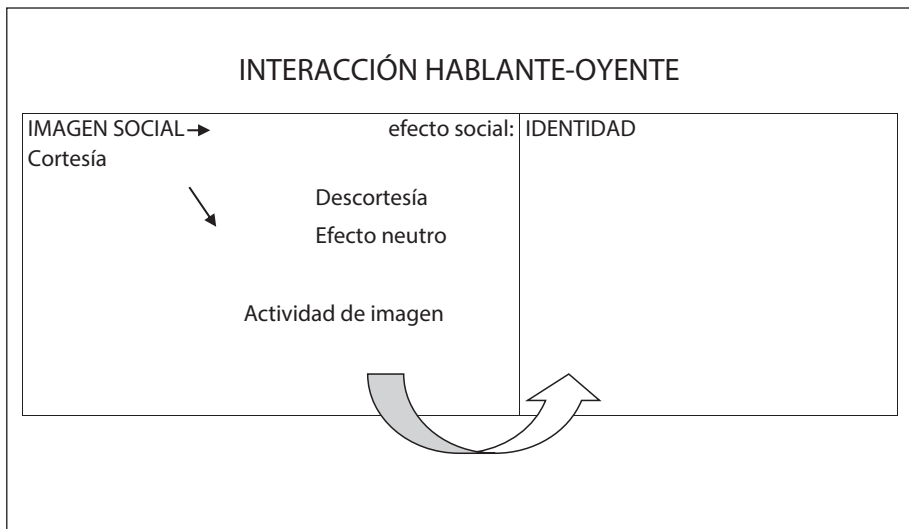 INTERACCIÓN HABLANTE-OYENTE
IMAGEN SOCIAL efecto social: IDENTIDAD
Cortesía
Descortesía
Efecto neutro
Actividad de imagen